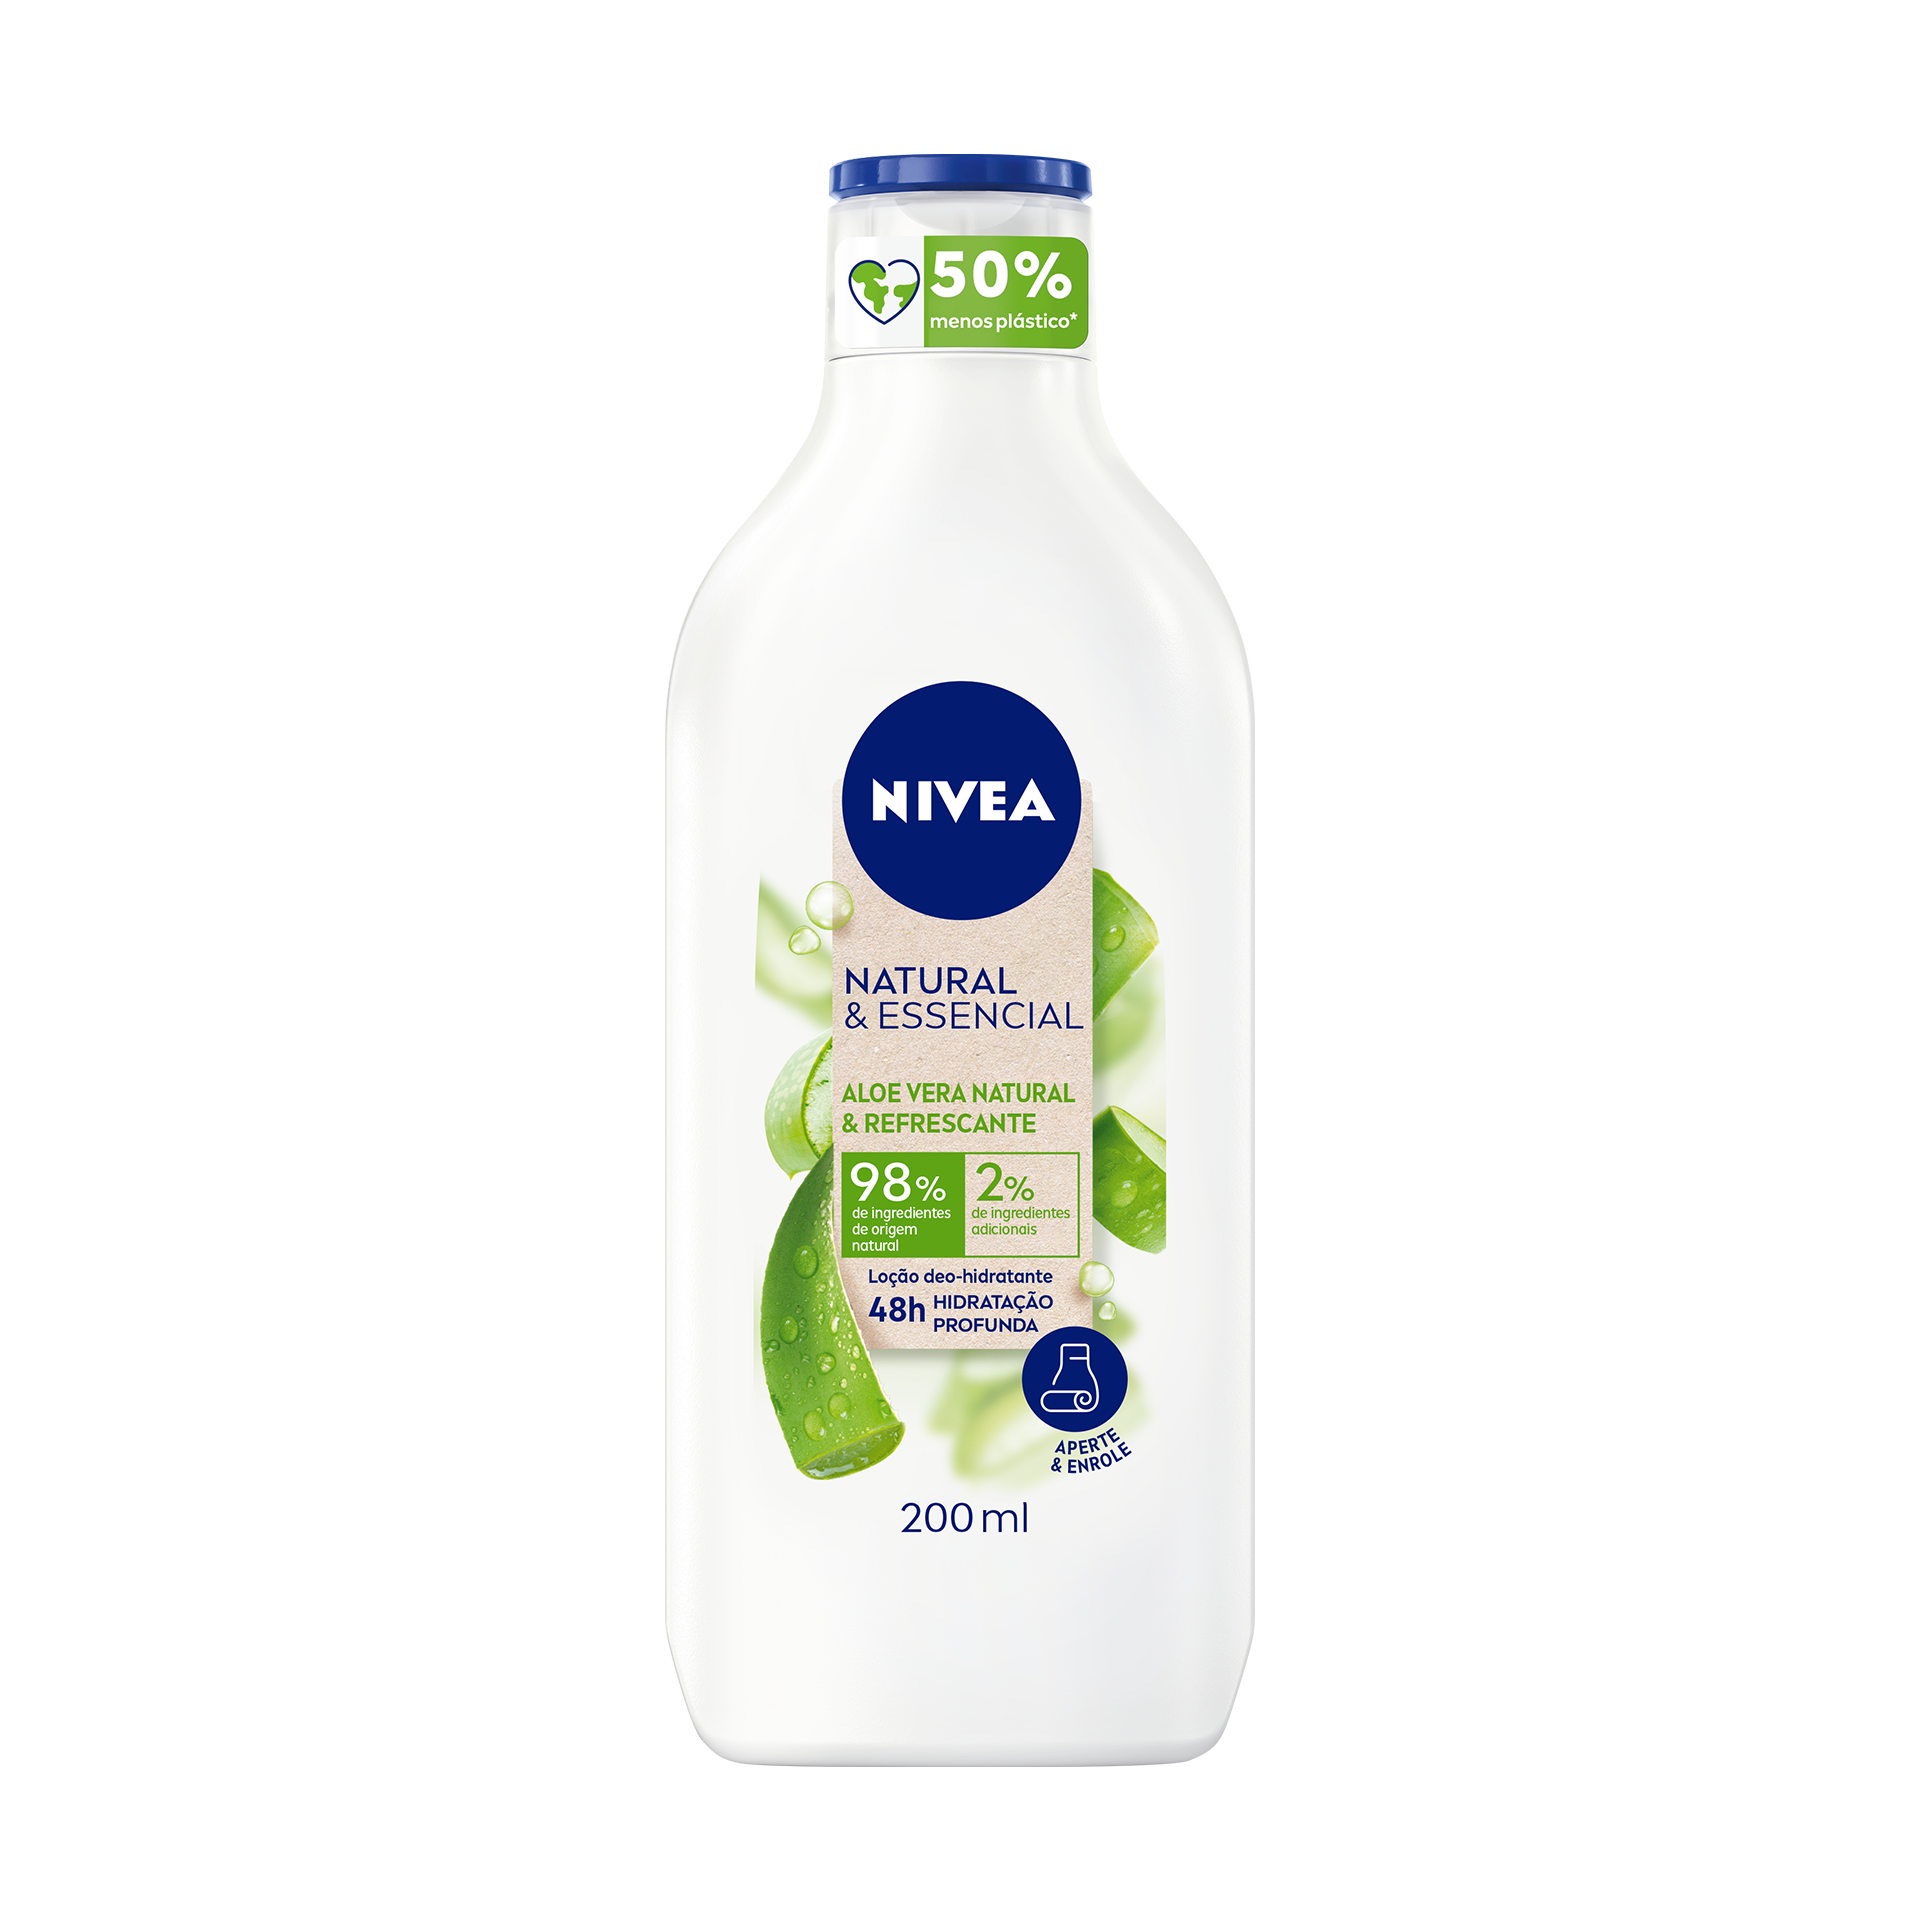 50%
menos plástico*
NIVEA
NATURAL
& ESSENCIAL
ALOE VERA NATURAL
& REFRESCANTE
98%
de ingredientes
de origem
natural
2%
de ingredientes
adicionais
Loção deo-hidratante
48h HIDRATAÇÃO
PROFUNDA
APERTE
& ENROLE
200 ml